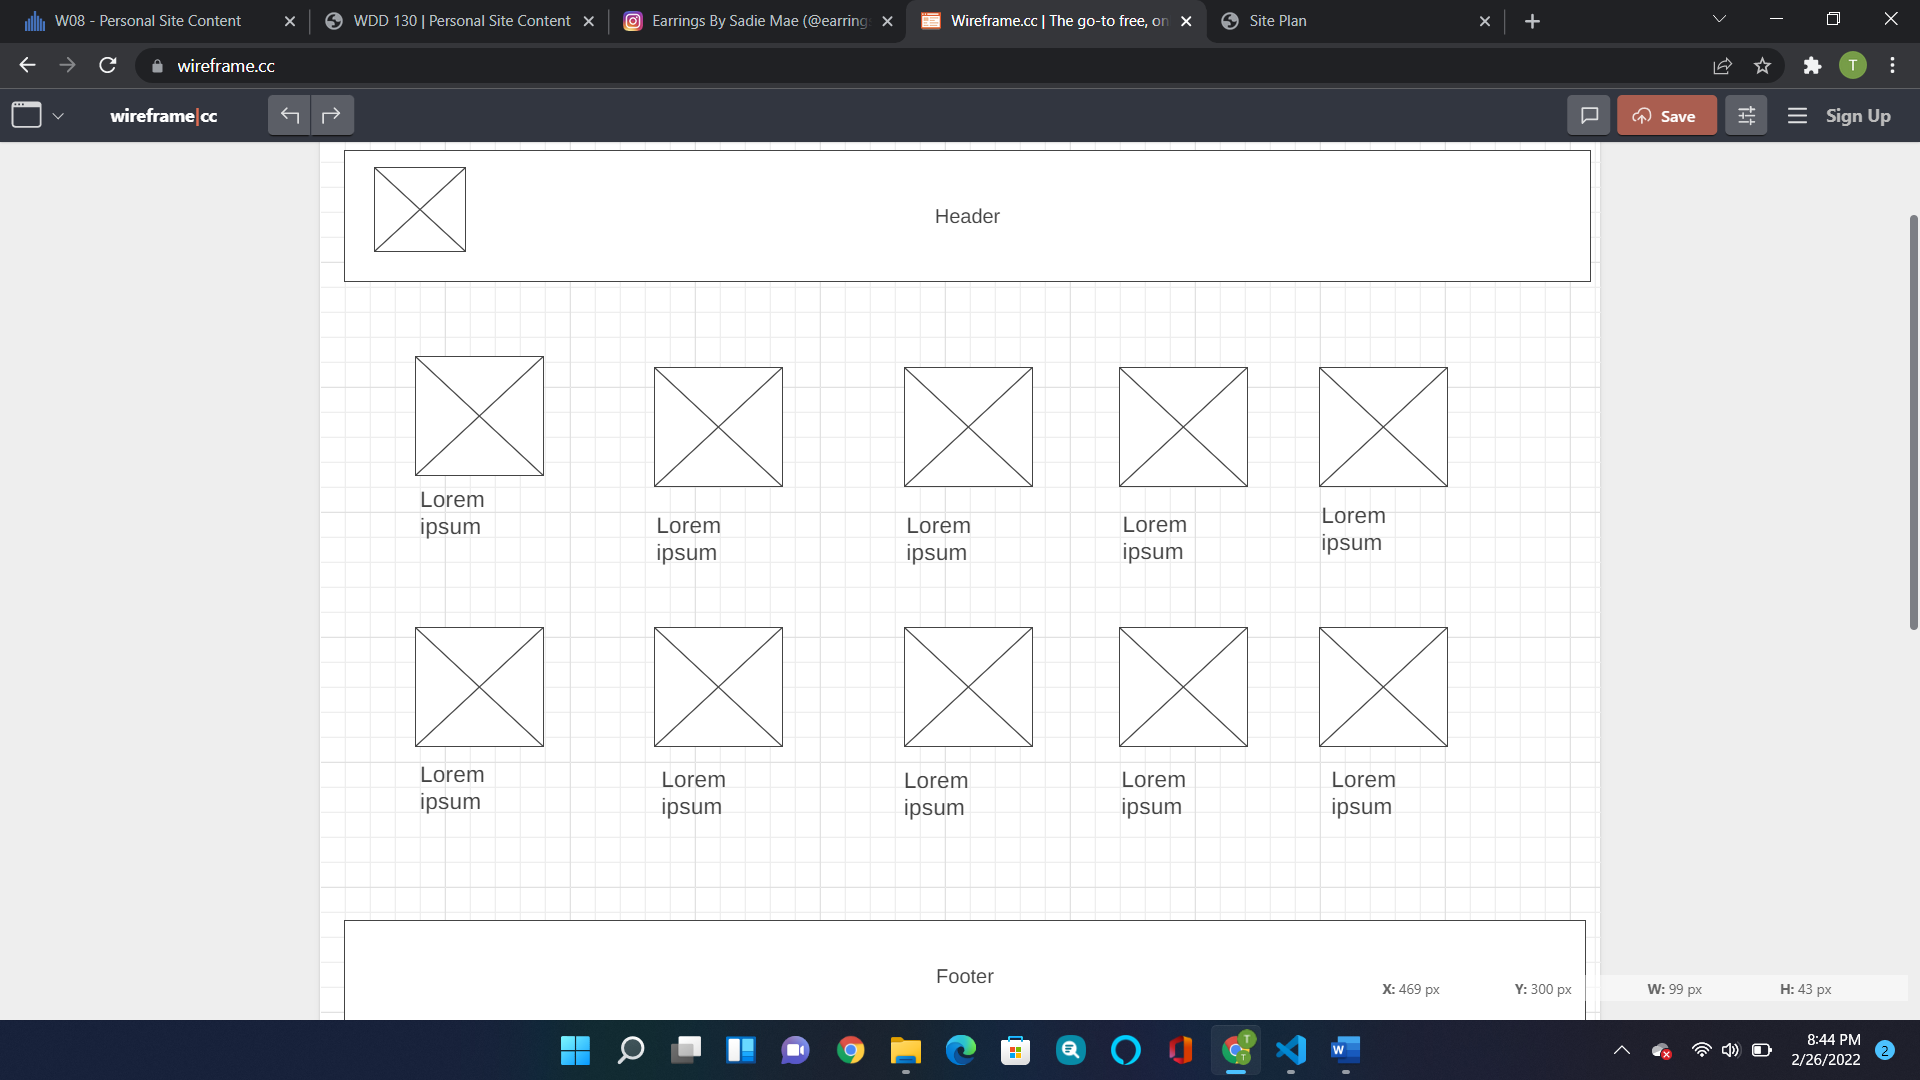 W08 - Personal Site Content
WDD 130 | Personal Site Content
Earrings By Sadie Mae (@earring
Wireframe.cc | The go-to free, on
Site Plan
wireframe.cc
T
wireframe|cc
Save
Sign Up
Header
Lorem
ipsum
Lorem
ipsum
Lorem
ipsum
Lorem
ipsum
Lorem
ipsum
Lorem
ipsum
Lorem
ipsum
Lorem
ipsum
Lorem
ipsum
Lorem
ipsum
Footer
X: 469 px Y: 300 px W: 99 px H: 43 px
8:44 PM
2/26/2022
2